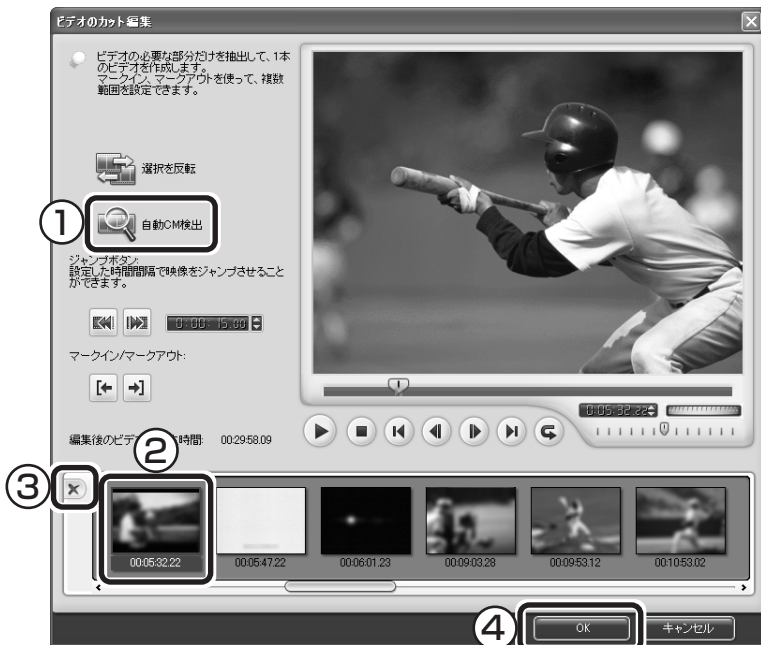 ビデオのカット編集
ビデオの必要な部分だけを抽出して、1本
のビデオを作成します。
マークイン、マークアウトを使って、複数
範囲を設定できます。
選択を反転
①
自動CM検出
ジャンプボタン:
設定した時間間隔で映像をジャンプさせること
ができます。
0:00:15.00
マークイン/マークアウト:
0:05:32.22
編集後のビデオ 時間: 00:29:58.09
②
③
00:05:32.22
00:05:47.22
00:06:01.23
00:09:03.28
00:09:53.12
00:10:53.02
④
OK
キャンセル